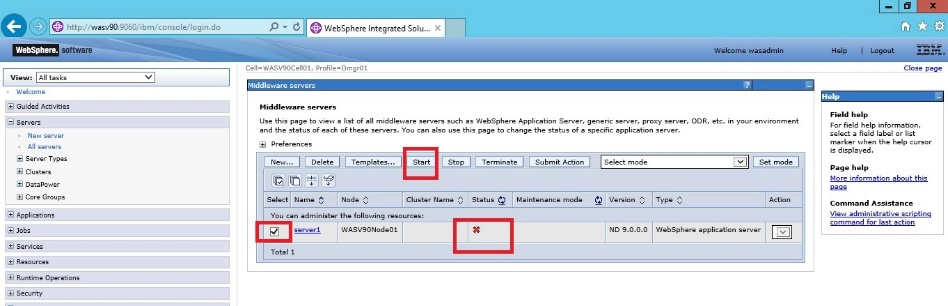 http://wasv90:9060/ibm/console/login.do
WebSphere Integrated Solu...
WebSphere. software
Welcome wasadmin
Help | Logout
IBM
View: All tasks
Cell=WASV90Cell01, Profile=Dmgr01
Close page
Welcome
Guided Activities
Servers
New server
All servers
Server Types
Clusters
DataPower
Core Groups
Applications
Jobs
Services
Resources
Runtime Operations
Security
Middleware servers
Middleware servers
Use this page to view a list of all middleware servers such as WebSphere Application Server, generic server, proxy server, ODR, etc. in your environment
and the status of each of these servers. You can also use this page to change the status of a specific application server.
Preferences
New... Delete Templates... Start Stop Terminate Submit Action Select mode Set mode
Select Name Node Cluster Name Status Maintenance mode Version Type Action
You can administer the following resources:
server1 WASV90Node01 ND 9.0.0.0 WebSphere application server
Total 1
Help
Field help
For field help information,
select a field label or list
marker when the help cursor
is displayed.
Page help
More information about this
page
Command Assistance
View administrative scripting
command for last action